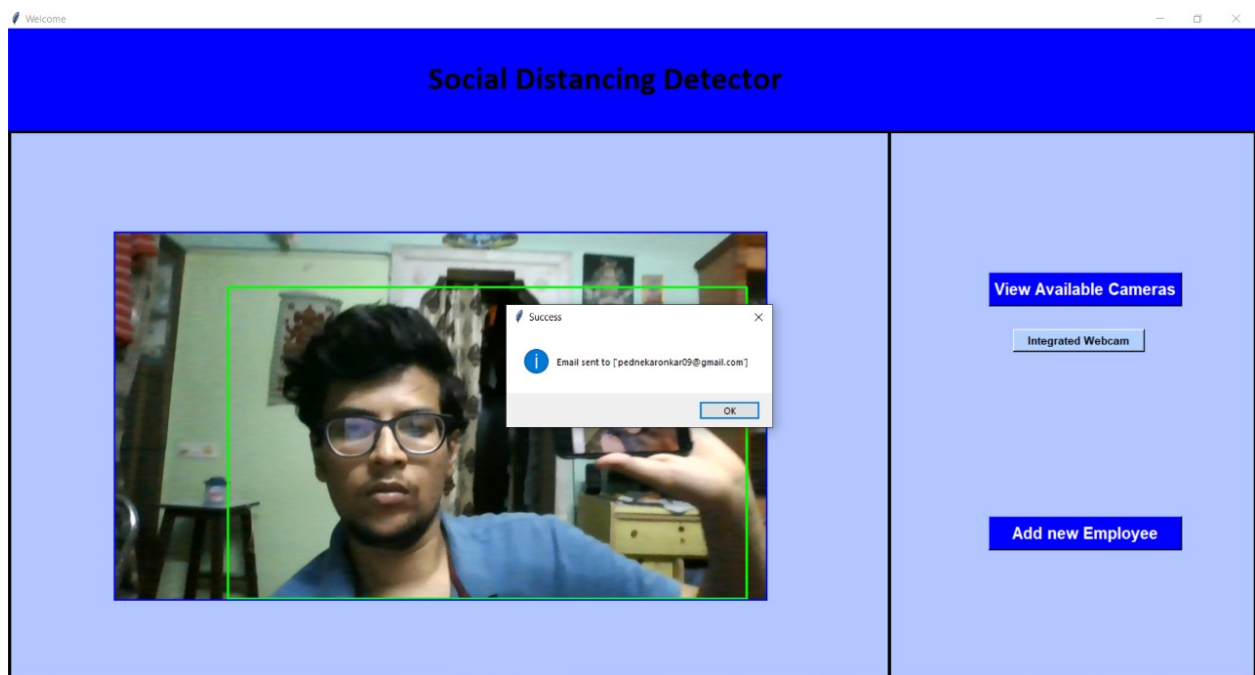 Welcome
Social Distancing Detector
View Available Cameras
Integrated Webcam
Success
Email sent to ['pednekaronkar09@gmail.com']
OK
Add new Employee